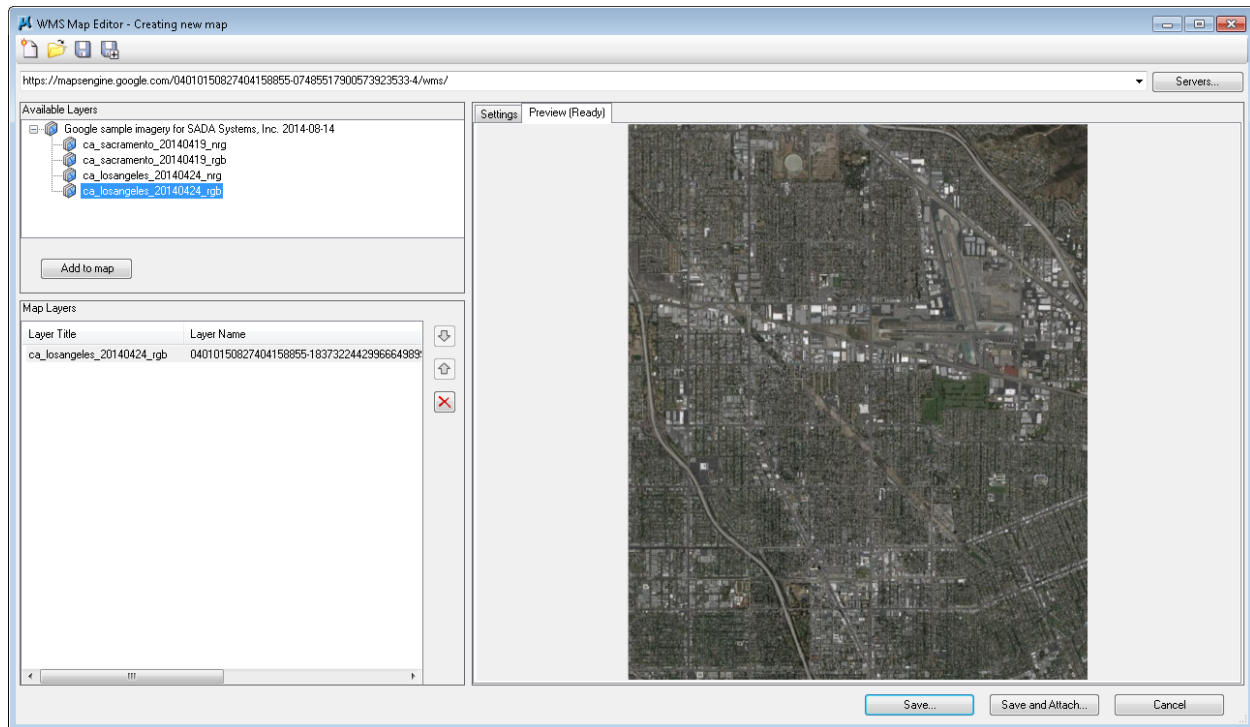 WMS Map Editor - Creating new map
https://mapsengine.google.com/04010150827404158855-07485517900573923533-4/wms/
Servers...
Available Layers
Google sample imagery for SADA Systems, Inc. 2014-08-14
ca_sacramento_20140419_nrg
ca_sacramento_20140419_rgb
ca_losangeles_20140424_nrg
ca_losangeles_20140424_rgb
Add to map
Map Layers
Layer Title Layer Name
ca_losangeles_20140424_rgb 04010150827404158855-1837322442996664989
Settings Preview (Ready)
Save... Save and Attach... Cancel